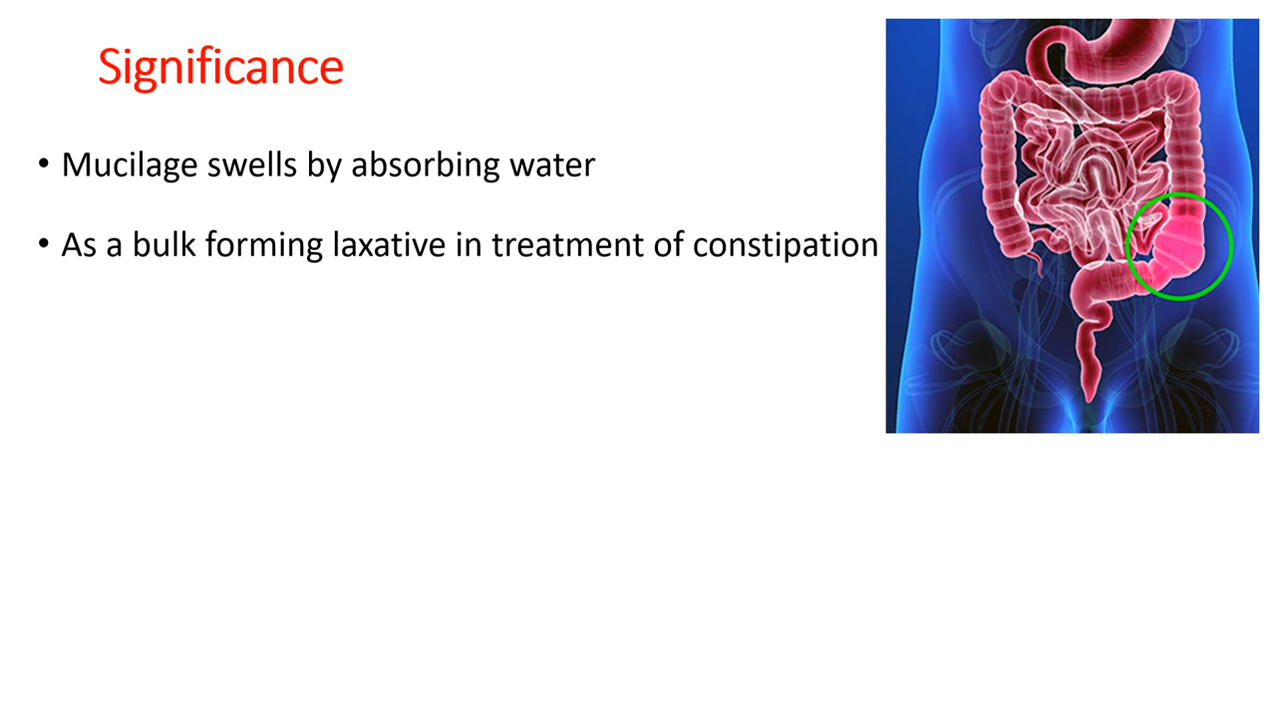 Significance
• Mucilage swells by absorbing water
• As a bulk forming laxative in treatment of constipation